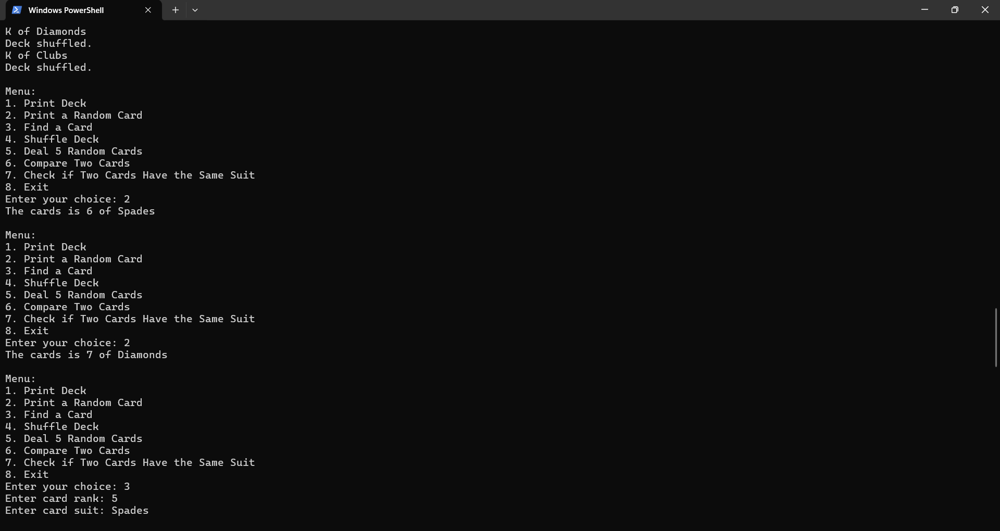 Windows PowerShell
K of Diamonds
Deck shuffled.
K of Clubs
Deck shuffled.
Menu:
1. Print Deck
2. Print a Random Card
3. Find a Card
4. Shuffle Deck
5. Deal 5 Random Cards
6. Compare Two Cards
7. Check if Two Cards Have the Same Suit
8. Exit
Enter your choice: 2
The cards is 6 of Spades
Menu:
1. Print Deck
2. Print a Random Card
3. Find a Card
4. Shuffle Deck
5. Deal 5 Random Cards
6. Compare Two Cards
7. Check if Two Cards Have the Same Suit
8. Exit
Enter your choice: 2
The cards is 7 of Diamonds
Menu:
1. Print Deck
2. Print a Random Card
3. Find a Card
4. Shuffle Deck
5. Deal 5 Random Cards
6. Compare Two Cards
7. Check if Two Cards Have the Same Suit
8. Exit
Enter your choice: 3
Enter card rank: 5
Enter card suit: Spades